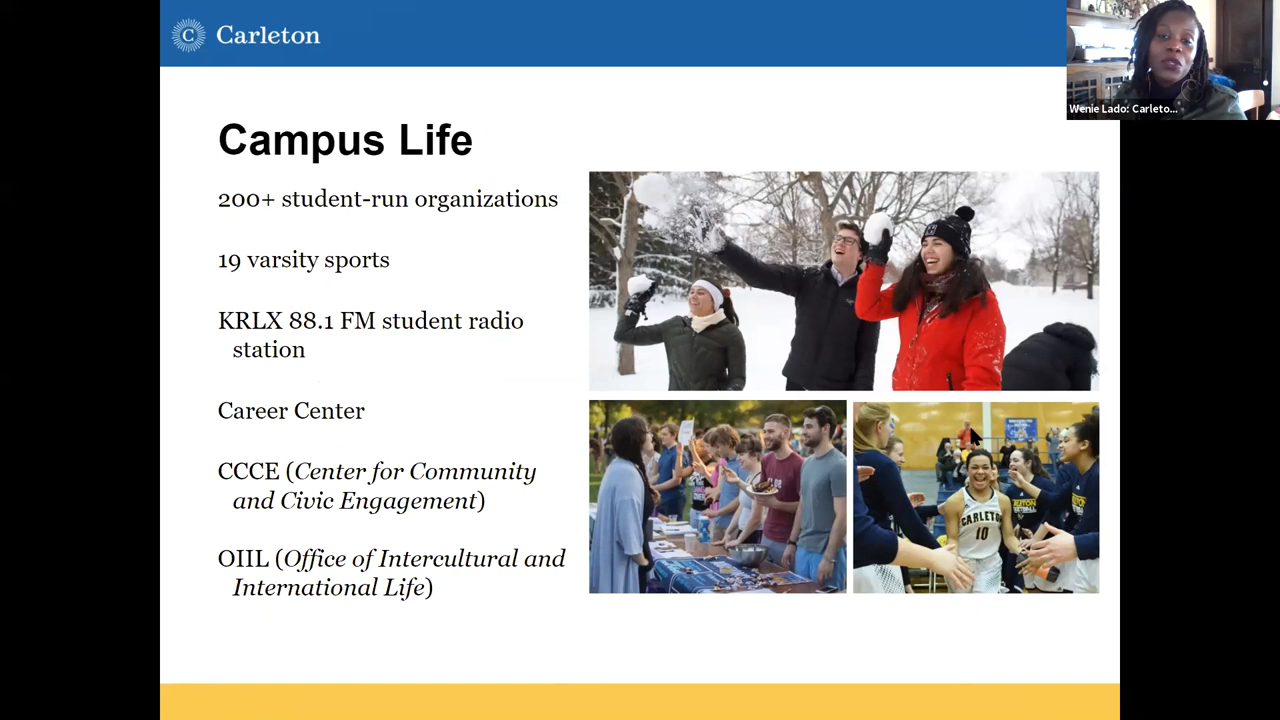 C Carleton
Wenie Lado: Carleto...
Campus Life
200+ student-run organizations
19 varsity sports
KRLX 88.1 FM student radio
station
Career Center
CCCE (Center for Community
and Civic Engagement)
OIIL (Office of Intercultural and
International Life)
CARLETON
10